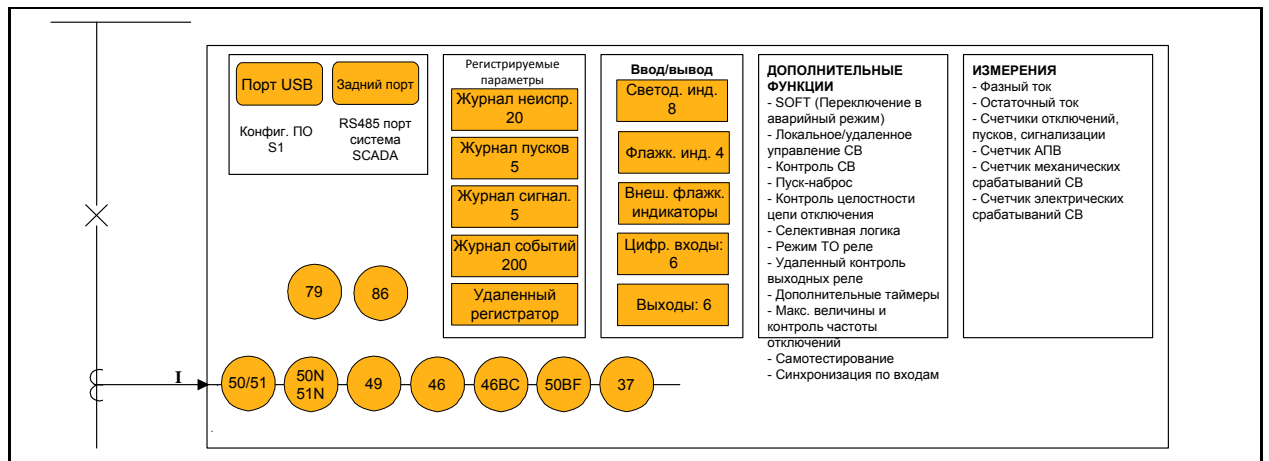 Порт USB
Конфиг. ПО
S1
Задний порт
RS485 порт
система
SCADA
Регистрируемые
параметры
Журнал неиспр.
20
Журнал пусков
5
Журнал сигнал.
5
Журнал событий
200
Удаленный
регистратор
Ввод/вывод
Светод. инд.
8
Флажк. инд. 4
Внеш. флажк.
индикаторы
Цифр. входы:
6
Выходы: 6
ДОПОЛНИТЕЛЬНЫЕ
ФУНКЦИИ
- SOFT (Переключение в
аварийный режим)
- Локальное/удаленное
управление СВ
- Контроль СВ
- Пуск-наброс
- Контроль целостности
цепи отключения
- Селективная логика
- Режим ТО реле
- Удаленный контроль
выходных реле
- Дополнительные таймеры
- Макс. величины и
контроль частоты
отключений
- Самотестирование
- Синхронизация по входам
ИЗМЕРЕНИЯ
- Фазный ток
- Остаточный ток
- Счетчики отключений,
пусков, сигнализации
- Счетчик АПВ
- Счетчик механических
срабатываний СВ
- Счетчик электрических
срабатываний СВ
79
86
I
50/51
50N
51N
49
46
46BC
50BF
37